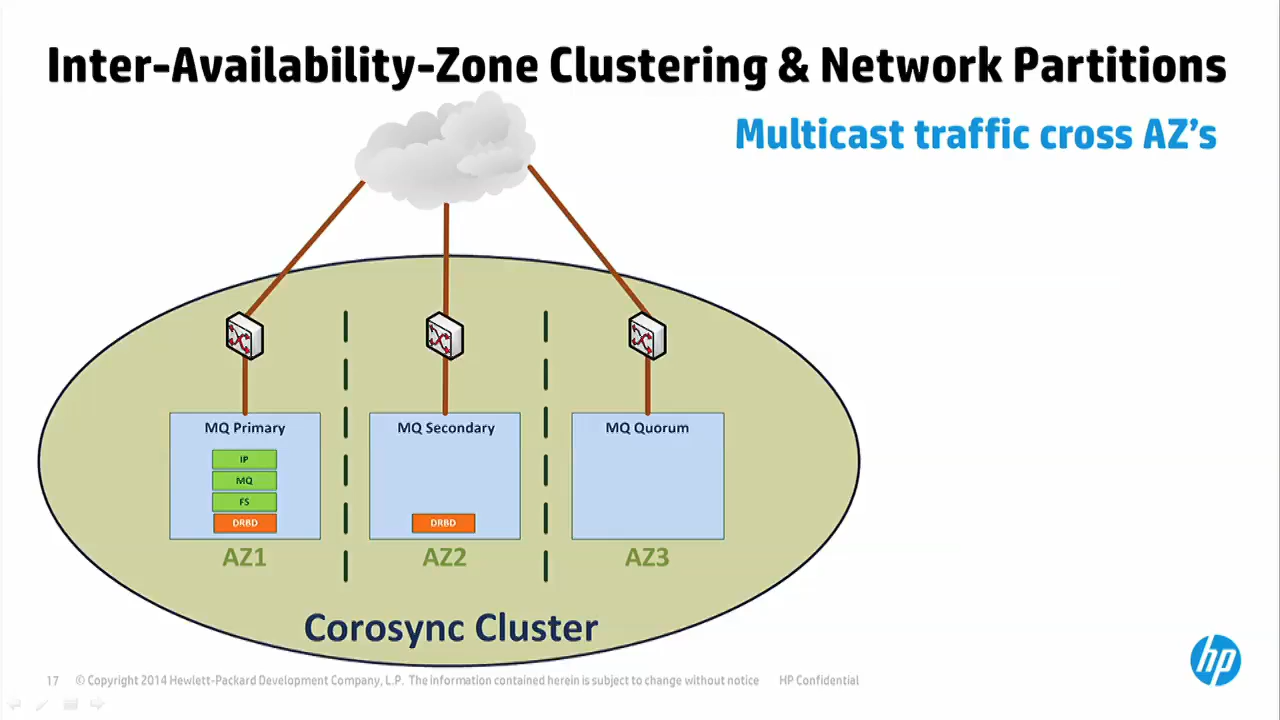 Inter-Availability-Zone Clustering & Network Partitions
Multicast traffic cross AZ's
MQ Primary
IP
MQ
FS
DRBD
AZ1
MQ Secondary
DRBD
AZ2
MQ Quorum
AZ3
Corosync Cluster
17 © Copyright 2014 Hewlett-Packard Development Company, L.P. The information contained herein is subject to change without notice HP Confidential
hp